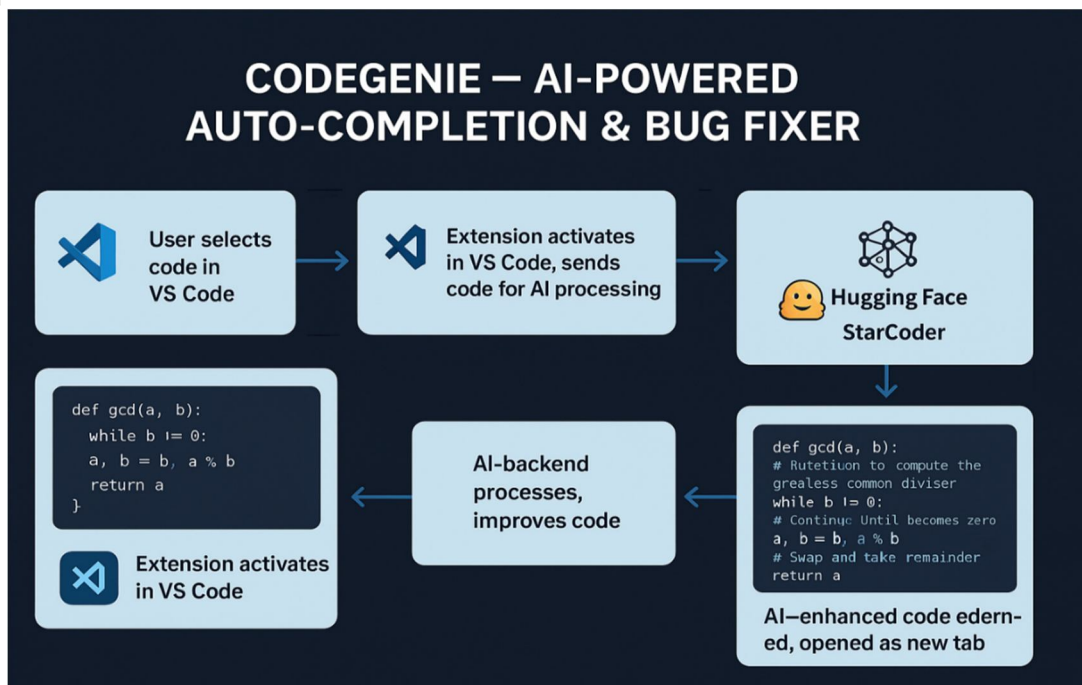 CODEGENIE — AI-POWERED
AUTO-COMPLETION & BUG FIXER
User selects
code in
VS Code
Extension activates
in VS Code, sends
code for AI processing
Hugging Face
StarCoder
def gcd(a, b):
# Rutetiuon to compute the
grealess common diviser
while b != 0:
# Continue Until becomes zero
a, b = b, a % b
# Swap and take remainder
return a
AI—enhanced code edern-
ed, opened as new tab
AI-backend
processes,
improves code
def gcd(a, b):
while b != 0:
a, b = b, a % b
return a
}
Extension activates
in VS Code